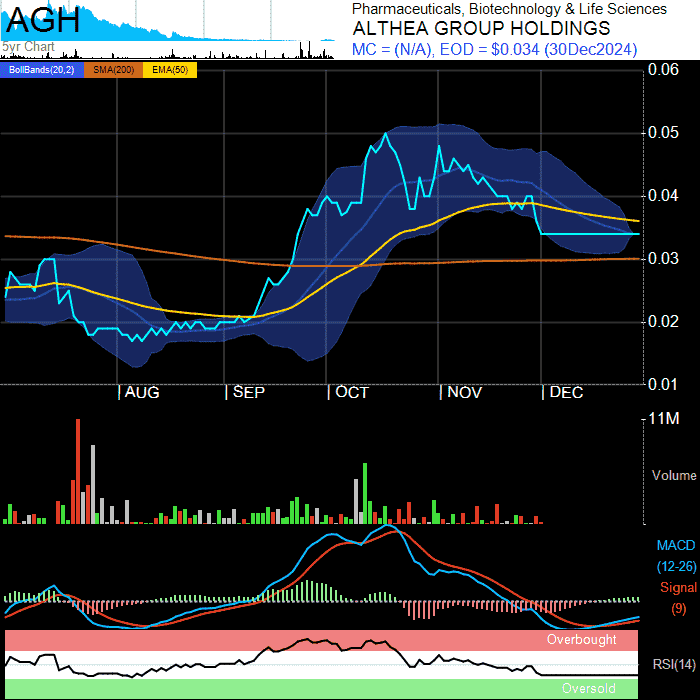 AGH
5yr Chart
Pharmaceuticals, Biotechnology & Life Sciences
ALTHEA GROUP HOLDINGS
MC = (N/A), EOD = $0.034 (30Dec2024)
BollBands(20,2) SMA(200) EMA(50)
0.06
0.05
0.04
0.03
0.02
0.01
AUG SEP OCT NOV DEC
11M
Volume
MACD
(12-26)
Signal
(9)
Overbought
RSI(14)
Oversold